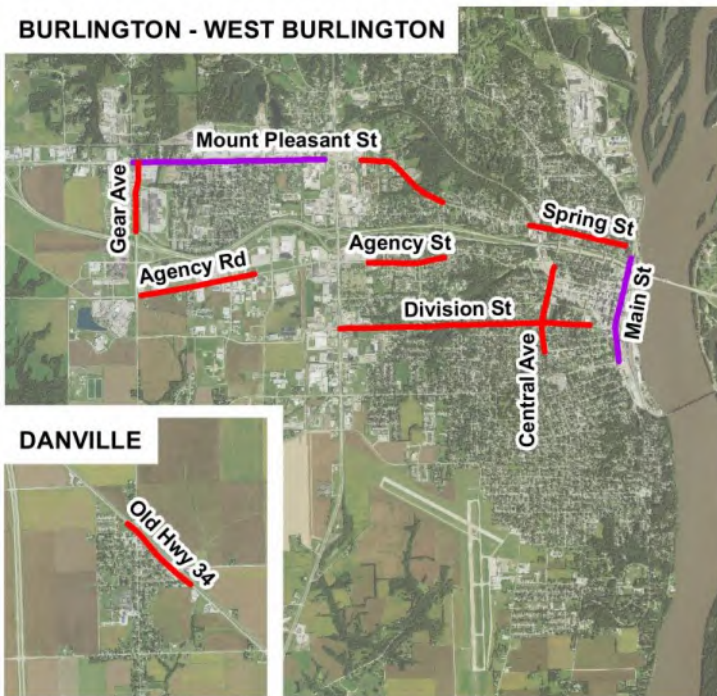 BURLINGTON - WEST BURLINGTON
Mount Pleasant St
Gear Ave
Spring St
Agency St
Agency Rd
Main St
Division St
Central Ave
DANVILLE
Old Hwy 34